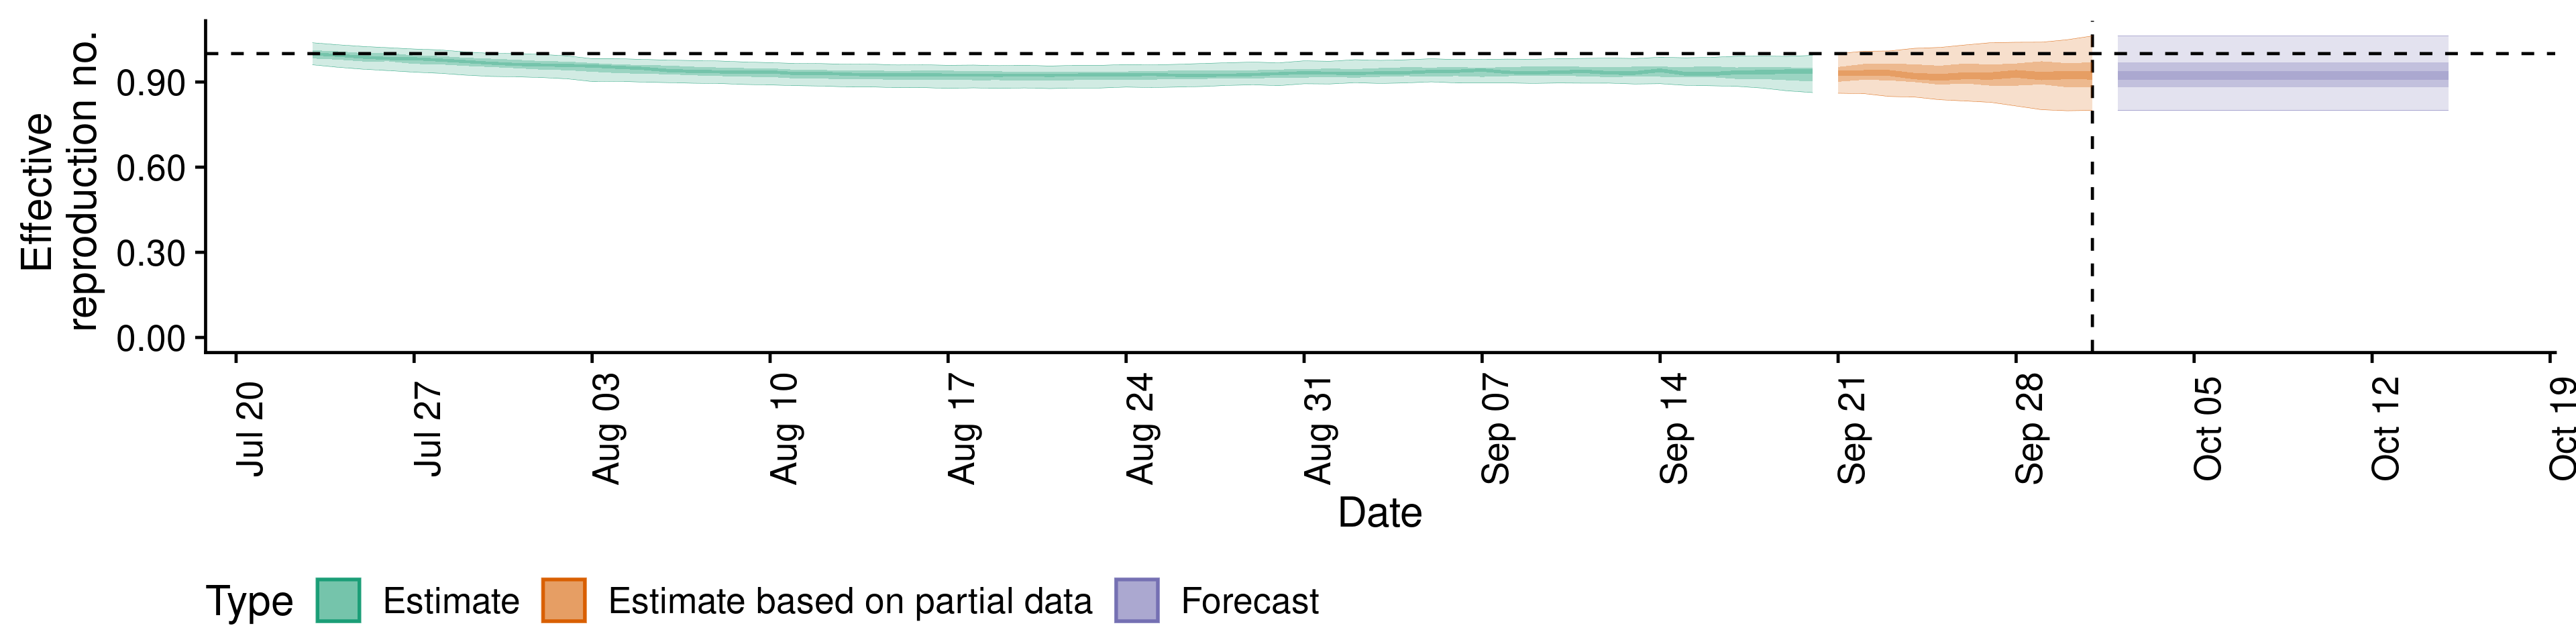 Effective
reproduction no.
0.90
0.60
0.30
0.00
Jul 20
Jul 27
Aug 03
Aug 10
Aug 17
Aug 24
Aug 31
Sep 07
Sep 14
Sep 21
Sep 28
Oct 05
Oct 12
Oct 19
Date
Type Estimate Estimate based on partial data Forecast